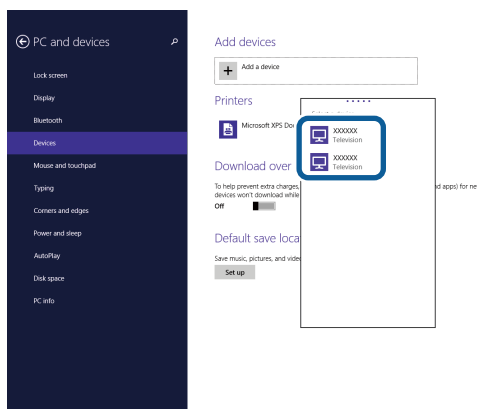 PC and devices
Lock screen
Display
Bluetooth
Devices
Mouse and touchpad
Typing
Corners and edges
Power and sleep
AutoPlay
Disk space
PC info
Add devices
Add a device
Printers
Microsoft XPS Do
XXXXXX
Television
XXXXXX
Television
Download over
To help prevent extra charges, d apps) for ne
devices won't download while
Off
Default save loca
Save music, pictures, and vide
Set up